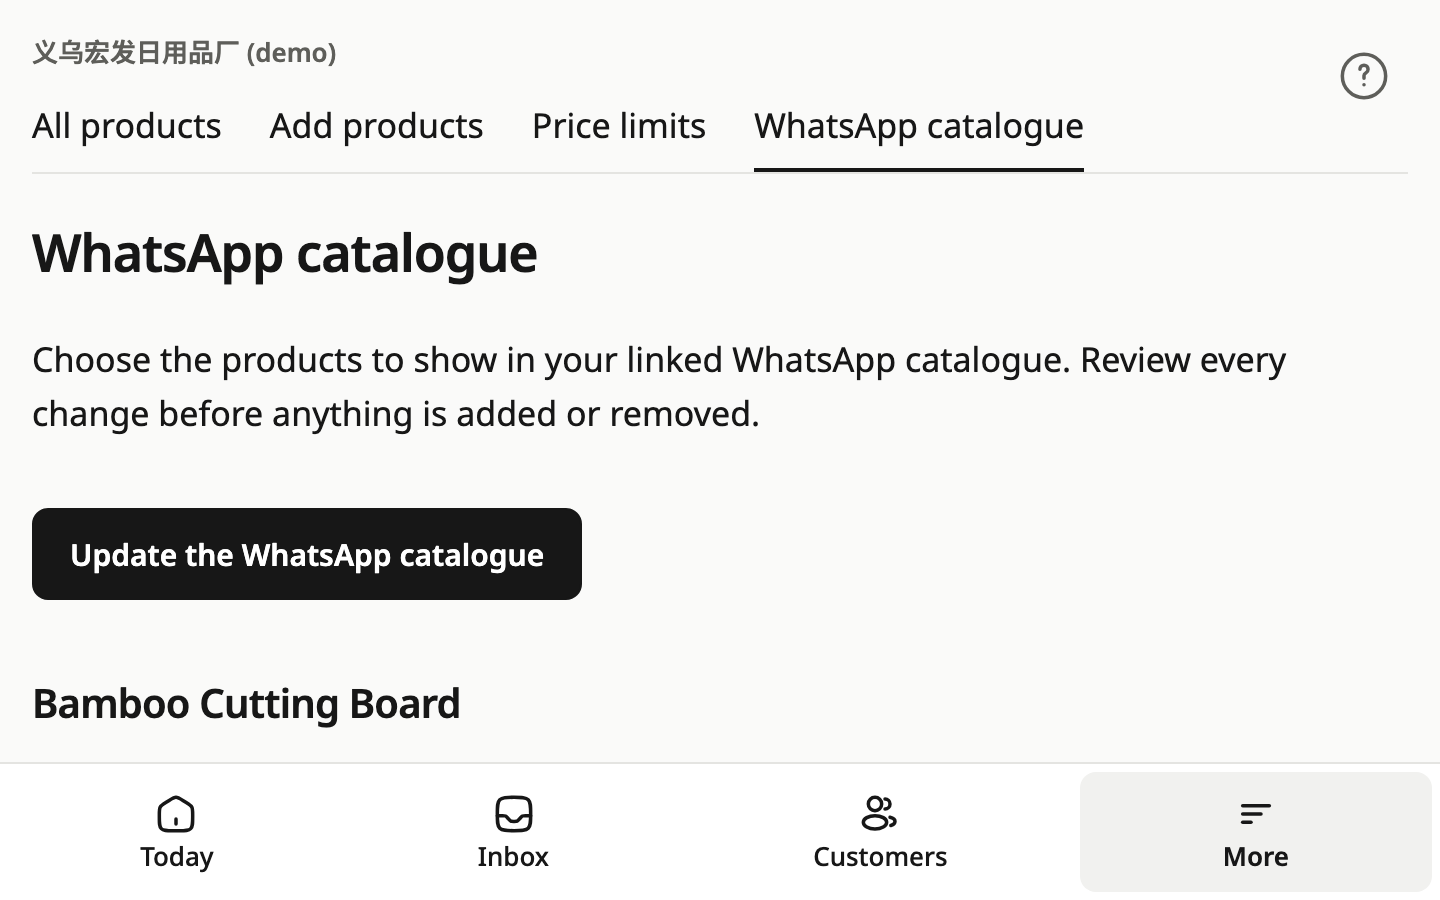 义乌宏发日用品厂 (demo)
?
All products
Add products
Price limits
WhatsApp catalogue
WhatsApp catalogue
Choose the products to show in your linked WhatsApp catalogue. Review every
change before anything is added or removed.
Update the WhatsApp catalogue
Bamboo Cutting Board
Today
Inbox
Customers
More